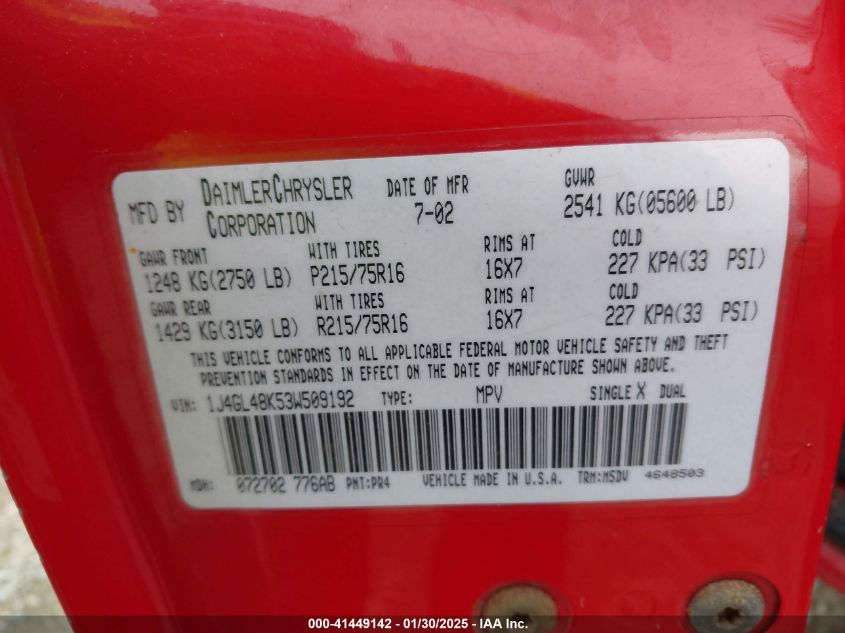 MFD BY DAIMLERCHRYSLER CORPORATION DATE OF MFR 7-02 GVWR 2541 KG(05600 LB)
GAWR FRONT WITH TIRES RIMS AT COLD
1248 KG(2750 LB) P215/75R16 16X7 227 KPA(33 PSI)
GAWR REAR WITH TIRES RIMS AT COLD
1429 KG(3150 LB) R215/75R16 16X7 227 KPA(33 PSI)
THIS VEHICLE CONFORMS TO ALL APPLICABLE FEDERAL MOTOR VEHICLE SAFETY AND THEFT
PREVENTION STANDARDS IN EFFECT ON THE DATE OF MANUFACTURE SHOWN ABOVE.
VIN: 1J4GL48K53W509192 TYPE: MPV SINGLE X DUAL
MDH: 072702 776AB PNT:PR4 VEHICLE MADE IN U.S.A. TRM:MSDV 4648503
000-41449142 - 01/30/2025 - IAA Inc.